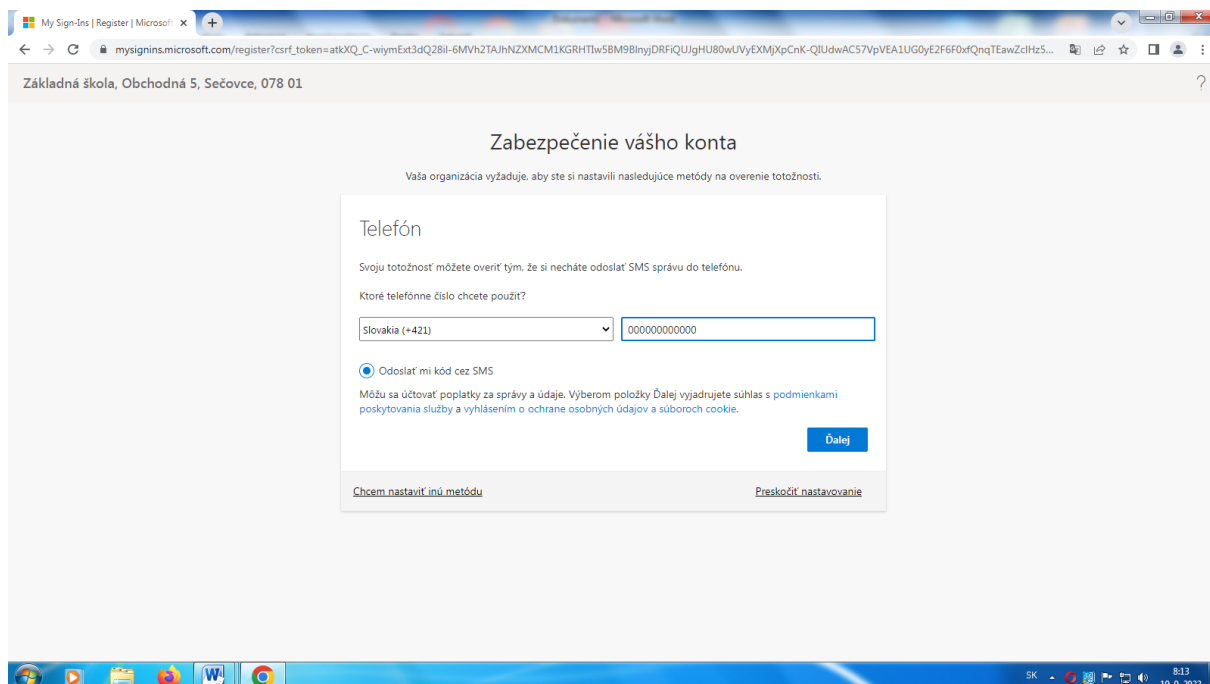 My Sign-Ins | Register | Microsoft
mysignins.microsoft.com/register?csrf_token=atkXQ_C-wiymExt3dQ28il-6MVh2TAJhNZXMCM1KGRHTIw5BM9BlnyjDRFiQUJgHU80wUVyEXMjXpCnK-QIUdwAC57VpVEA1UG0yE2F6F0xfQnqTEawZclHz5...
Základná škola, Obchodná 5, Sečovce, 078 01
?
Zabezpečenie vášho konta
Vaša organizácia vyžaduje, aby ste si nastavili nasledujúce metódy na overenie totožnosti.
Telefón
Svoju totožnosť môžete overiť tým, že si necháte odoslať SMS správu do telefónu.
Ktoré telefónne číslo chcete použiť?
Slovakia (+421) 000000000000
Odoslať mi kód cez SMS
Môžu sa účtovať poplatky za správy a údaje. Výberom položky Ďalej vyjadrujete súhlas s podmienkami
poskytovania služby a vyhlásením o ochrane osobných údajov a súboroch cookie.
Ďalej
Chcem nastaviť inú metódu Preskočiť nastavovanie
SK 8:13